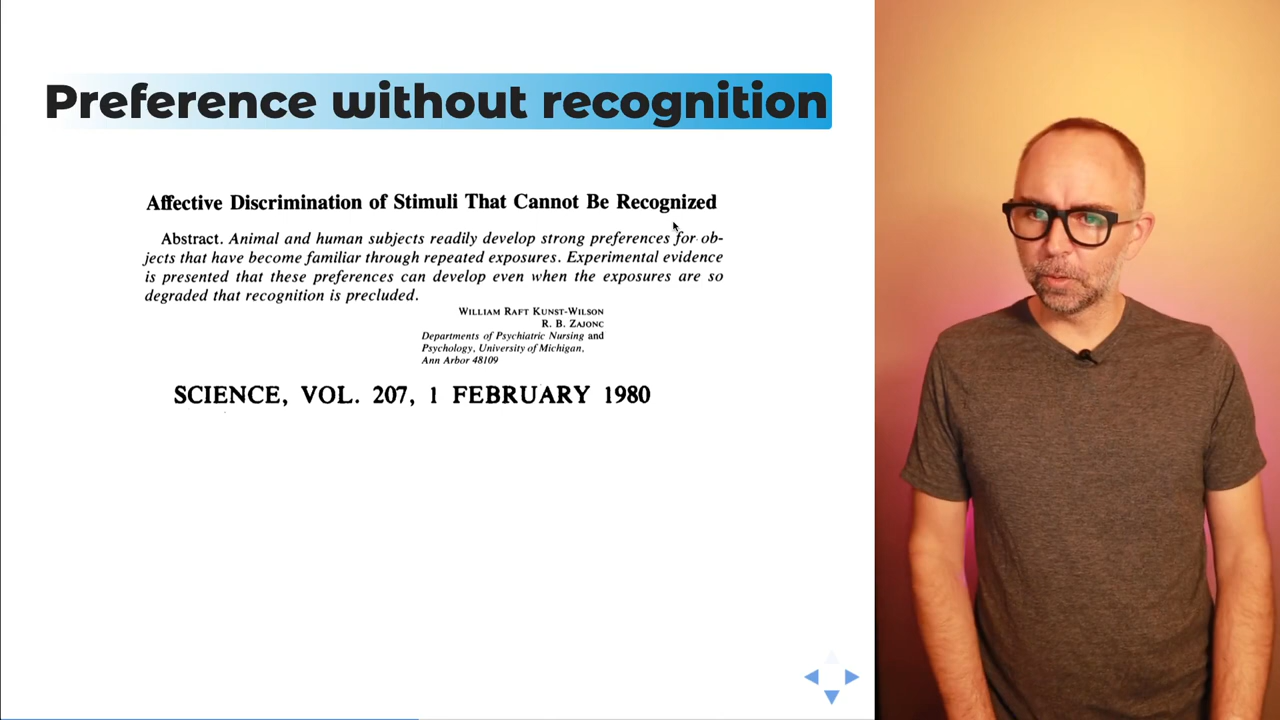 Preference without recognition
Affective Discrimination of Stimuli That Cannot Be Recognized
Abstract. Animal and human subjects readily develop strong preferences for ob-
jects that have become familiar through repeated exposures. Experimental evidence
is presented that these preferences can develop even when the exposures are so
degraded that recognition is precluded.
WILLIAM RAFT KUNST-WILSON
R. B. ZAJONC
Departments of Psychiatric Nursing and
Psychology, University of Michigan,
Ann Arbor 48109
SCIENCE, VOL. 207, 1 FEBRUARY 1980